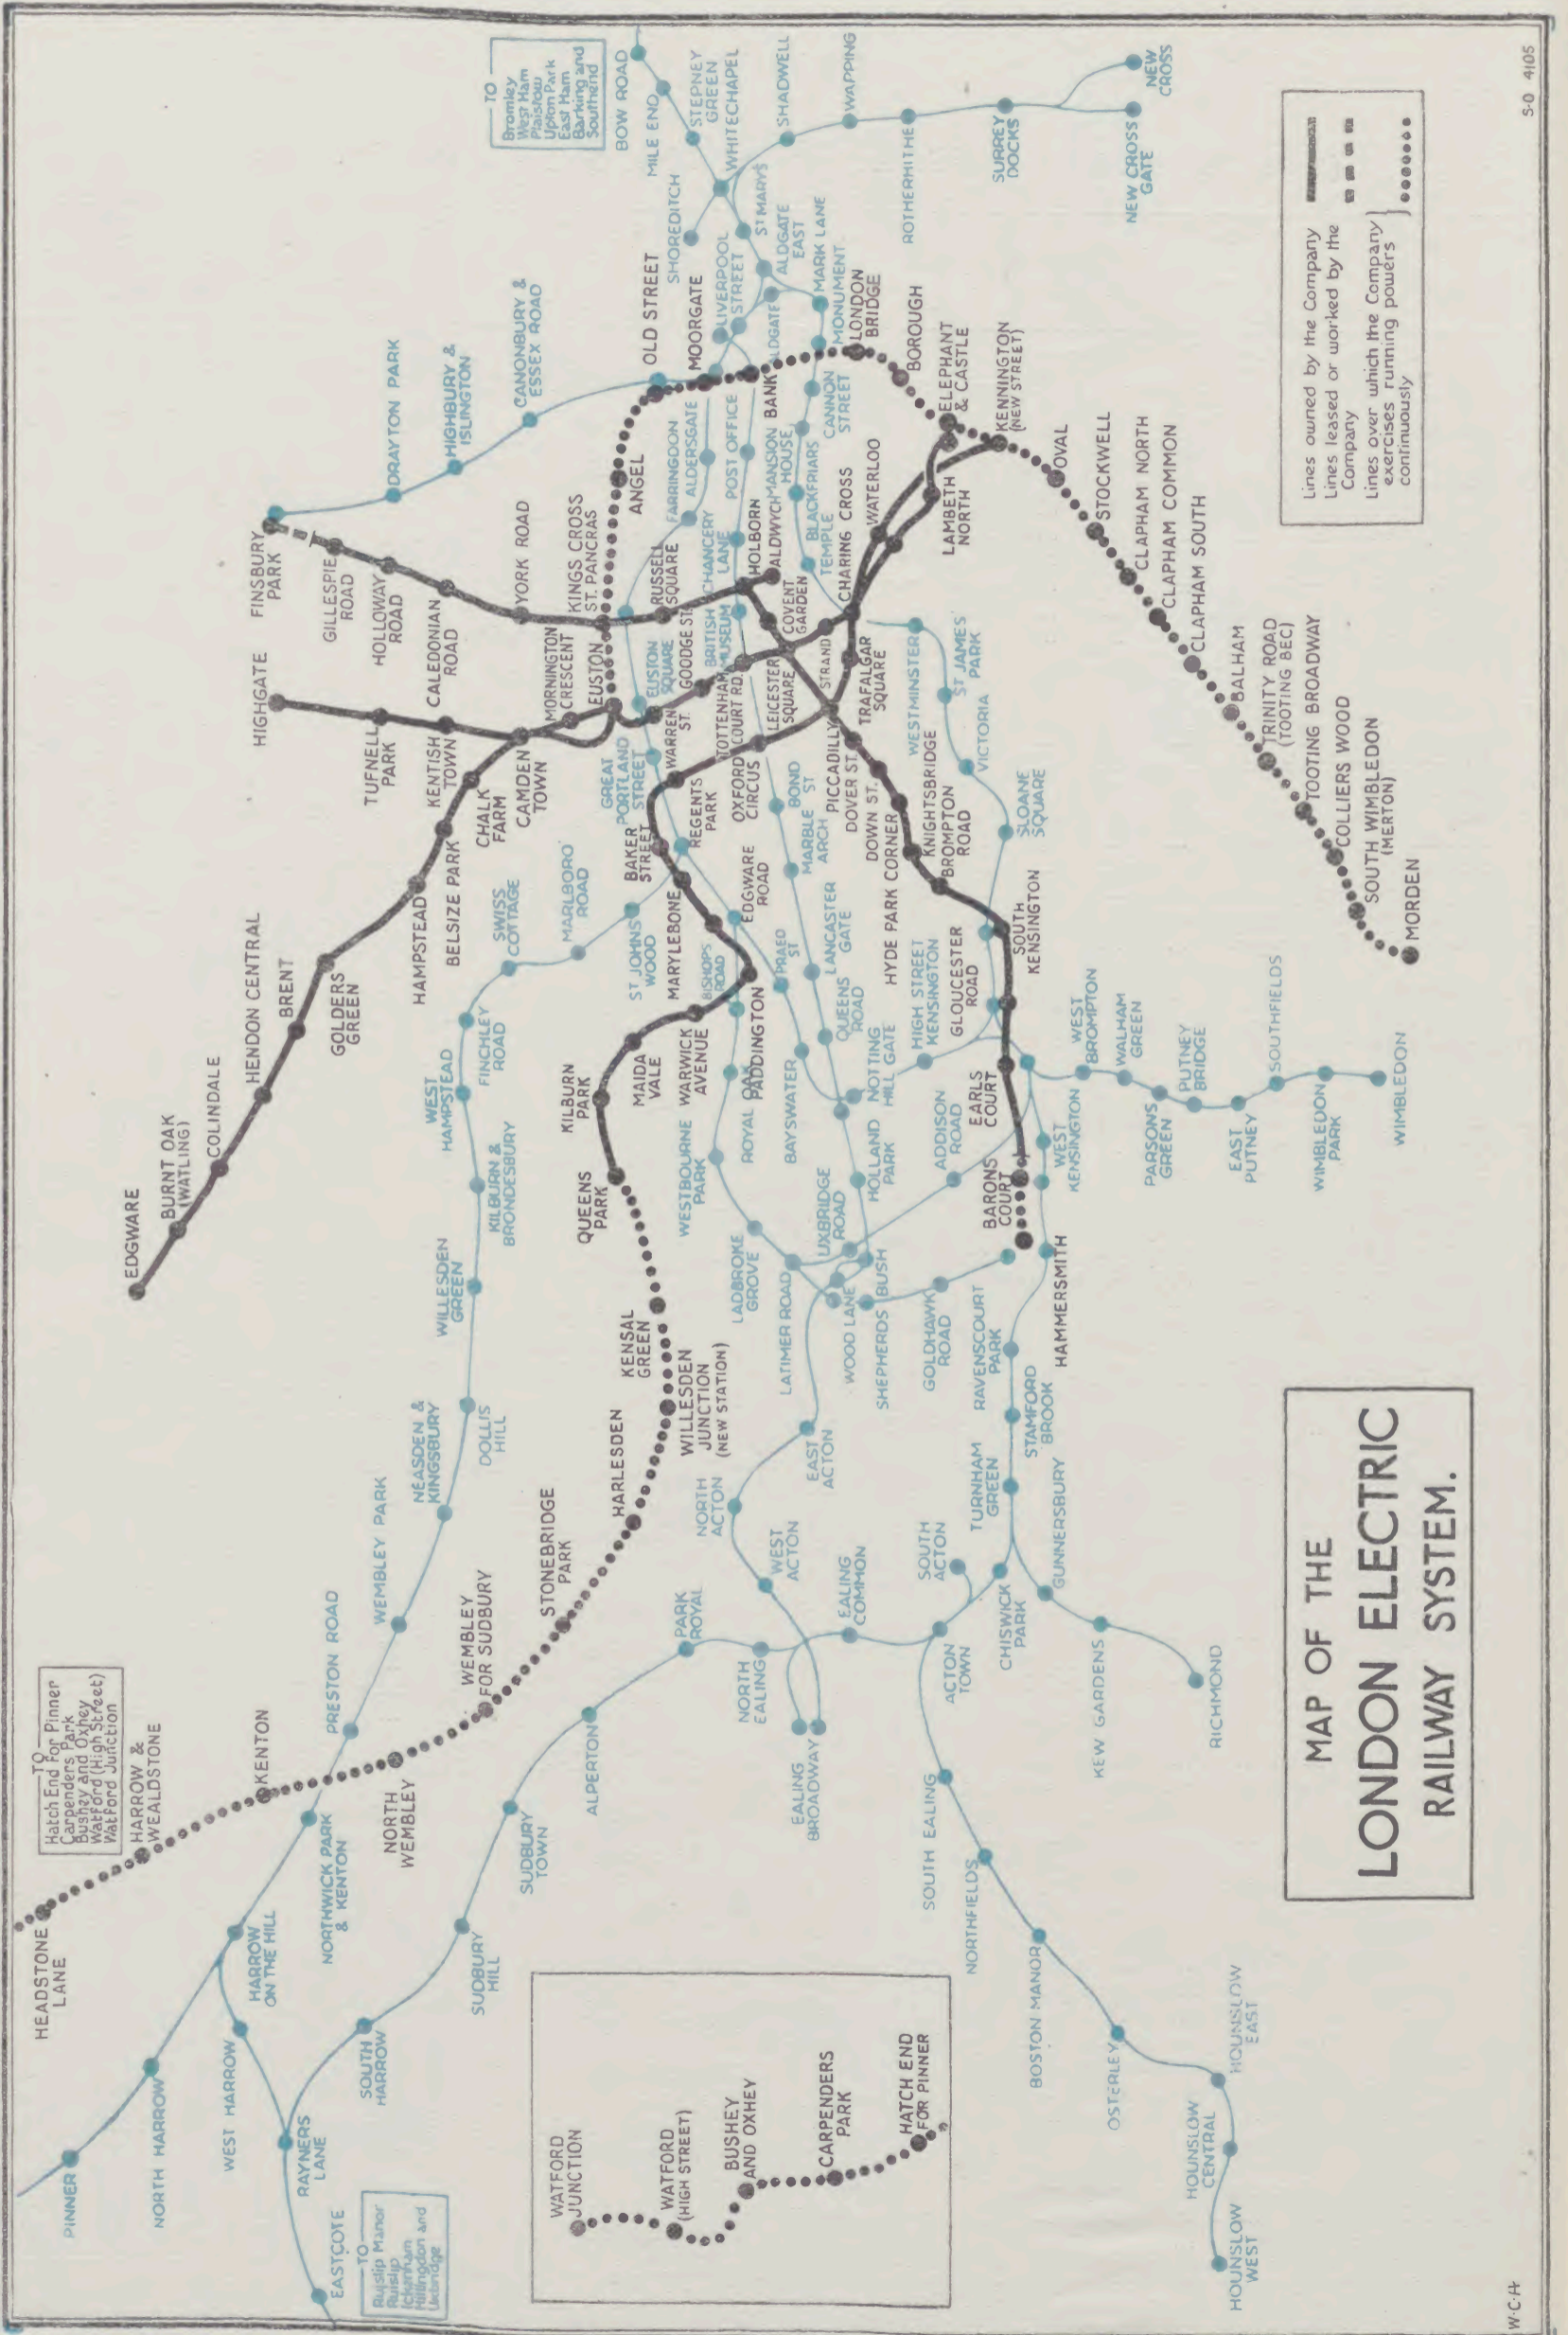 HEADSTONE
LANE
TO
Hatch End For Pinner
Carpenders Park
Bushey and Oxhey
Watford (High Street)
Watford Junction
HARROW &
WEALDSTONE
KENTON
NORTH
WEMBLEY
WEMBLEY
FOR SUDBURY
STONEBRIDGE
PARK
HARLESDEN
WILLESDEN
JUNCTION
(NEW STATION)
KENSAL
GREEN
QUEENS
PARK
KILBURN
PARK
MAIDA
VALE
WARWICK
AVENUE
PADDINGTON
EDGWARE
ROAD
MARYLEBONE
BAKER
STREET
REGENTS
PARK
OXFORD
CIRCUS
PICCADILLY
TRAFALGAR
SQUARE
CHARING CROSS
WATERLOO
LAMBETH
NORTH
ELEPHANT
& CASTLE
EDGWARE
BURNT OAK
(WATLING)
COLINDALE
HENDON CENTRAL
BRENT
GOLDERS
GREEN
HAMPSTEAD
BELSIZE PARK
CHALK
FARM
CAMDEN
TOWN
HIGHGATE
TUFNELL
PARK
KENTISH
TOWN
MORNINGTON
CRESCENT
EUSTON
WARREN
ST.
GOODGE ST.
TOTTENHAM
COURT RD.
LEICESTER
SQUARE
STRAND
KENNINGTON
(NEW STREET)
OVAL
STOCKWELL
CLAPHAM NORTH
CLAPHAM COMMON
CLAPHAM SOUTH
BALHAM
TRINITY ROAD
(TOOTING BEC)
TOOTING BROADWAY
COLLIERS WOOD
SOUTH WIMBLEDON
(MERTON)
MORDEN
KINGS CROSS
ST. PANCRAS
ANGEL
OLD STREET
MOORGATE
BANK
LONDON
BRIDGE
BOROUGH
FINSBURY
PARK
GILLESPIE
ROAD
HOLLOWAY
ROAD
CALEDONIAN
ROAD
YORK ROAD
RUSSELL
SQUARE
HOLBORN
ALDWYCH
COVENT
GARDEN
DOVER ST.
DOWN ST.
HYDE PARK CORNER
KNIGHTSBRIDGE
BROMPTON
ROAD
SOUTH
KENSINGTON
GLOUCESTER
ROAD
EARLS
COURT
BARONS
COURT
HAMMERSMITH
DRAYTON PARK
HIGHBURY &
ISLINGTON
CANONBURY &
ESSEX ROAD
PINNER
NORTH HARROW
HARROW
ON THE HILL
WEST HARROW
RAYNERS
LANE
EASTCOTE
TO
Ruislip Manor
Ruislip
Ickenham
Hillingdon and
Uxbridge
NORTHWICK PARK
& KENTON
PRESTON ROAD
WEMBLEY PARK
NEASDEN &
KINGSBURY
DOLLIS
HILL
WILLESDEN
GREEN
KILBURN &
BRONDESBURY
WEST
HAMPSTEAD
FINCHLEY
ROAD
SWISS
COTTAGE
MARLBORO'
ROAD
ST JOHNS
WOOD
GREAT
PORTLAND
STREET
EUSTON
SQUARE
FARRINGDON
ALDERSGATE
LIVERPOOL
STREET
ALDGATE
ALDGATE
EAST
ST MARY'S
WHITECHAPEL
SHOREDITCH
STEPNEY
GREEN
MILE END
BOW ROAD
TO
Bromley
West Ham
Plaistow
Upton Park
East Ham
Barking and
Southend
SHADWELL
WAPPING
ROTHERHITHE
SURREY
DOCKS
NEW CROSS
GATE
NEW
CROSS
MARK LANE
MONUMENT
CANNON
STREET
MANSION
HOUSE
BLACKFRIARS
TEMPLE
WESTMINSTER
ST JAMES'
PARK
VICTORIA
SLOANE
SQUARE
HIGH STREET
KENSINGTON
NOTTING
HILL GATE
BAYSWATER
PRAED
ST
BISHOPS
ROAD
ROYAL OAK
WESTBOURNE
PARK
LADBROKE
GROVE
LATIMER ROAD
UXBRIDGE
ROAD
ADDISON
ROAD
WOOD LANE
SHEPHERDS BUSH
GOLDHAWK
ROAD
HOLLAND
PARK
QUEENS
ROAD
LANCASTER
GATE
MARBLE
ARCH
BOND
ST
BRITISH
MUSEUM
CHANCERY
LANE
POST OFFICE
EAST
ACTON
NORTH
ACTON
WEST
ACTON
EALING
BROADWAY
EALING
COMMON
NORTH
EALING
PARK
ROYAL
ALPERTON
SUDBURY
TOWN
SUDBURY
HILL
SOUTH
HARROW
SOUTH
ACTON
ACTON
TOWN
CHISWICK
PARK
TURNHAM
GREEN
STAMFORD
BROOK
RAVENSCOURT
PARK
WEST
KENSINGTON
WEST
BROMPTON
WALHAM
GREEN
PARSONS
GREEN
PUTNEY
BRIDGE
EAST
PUTNEY
SOUTHFIELDS
WIMBLEDON
PARK
WIMBLEDON
GUNNERSBURY
KEW GARDENS
RICHMOND
SOUTH EALING
NORTHFIELDS
BOSTON MANOR
OSTERLEY
HOUNSLOW
EAST
HOUNSLOW
CENTRAL
HOUNSLOW
WEST
WATFORD
JUNCTION
WATFORD
(HIGH STREET)
BUSHEY
AND OXHEY
CARPENDERS
PARK
HATCH END
FOR PINNER
MAP OF THE
LONDON ELECTRIC
RAILWAY SYSTEM.
Lines owned by the Company
Lines leased or worked by the
Company
Lines over which the Company
exercises running powers
continuously
W.C.H
S-O 4105